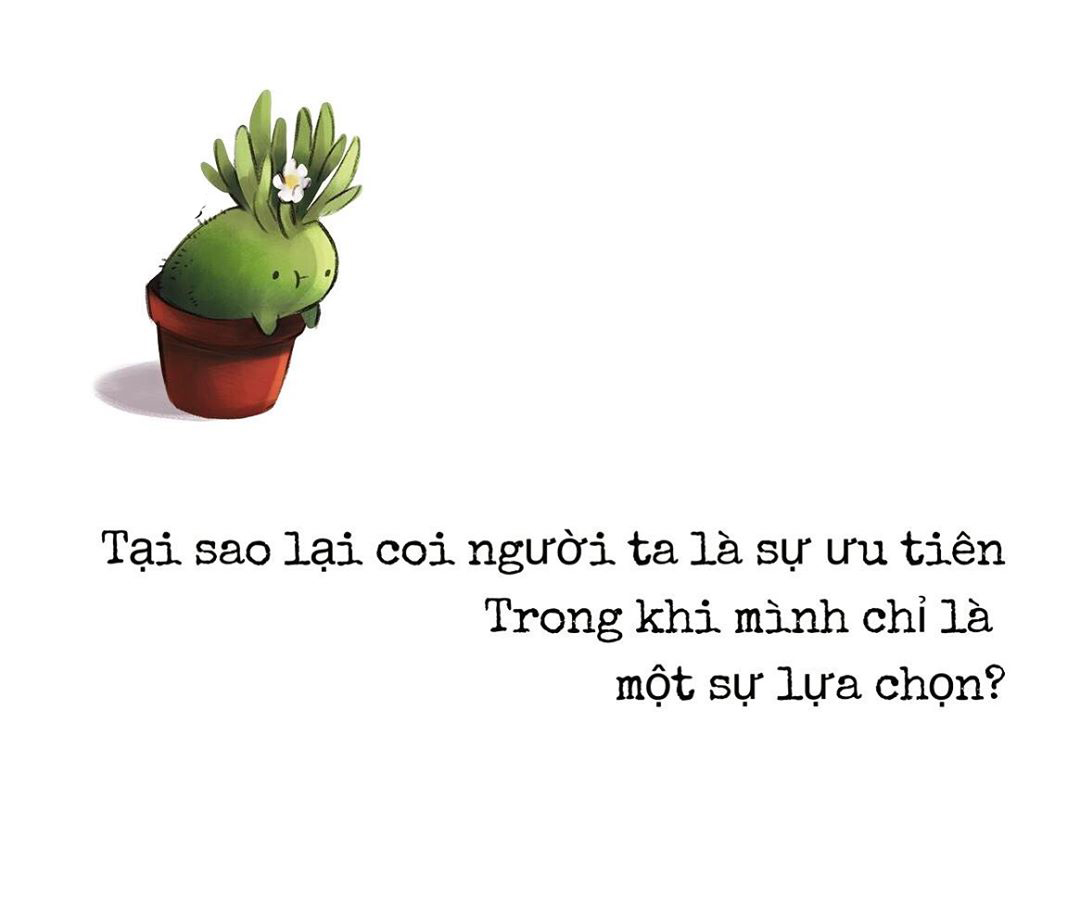 Tại sao lại coi người ta là sự ưu tiên
Trong khi mình chỉ là
một sự lựa chọn?